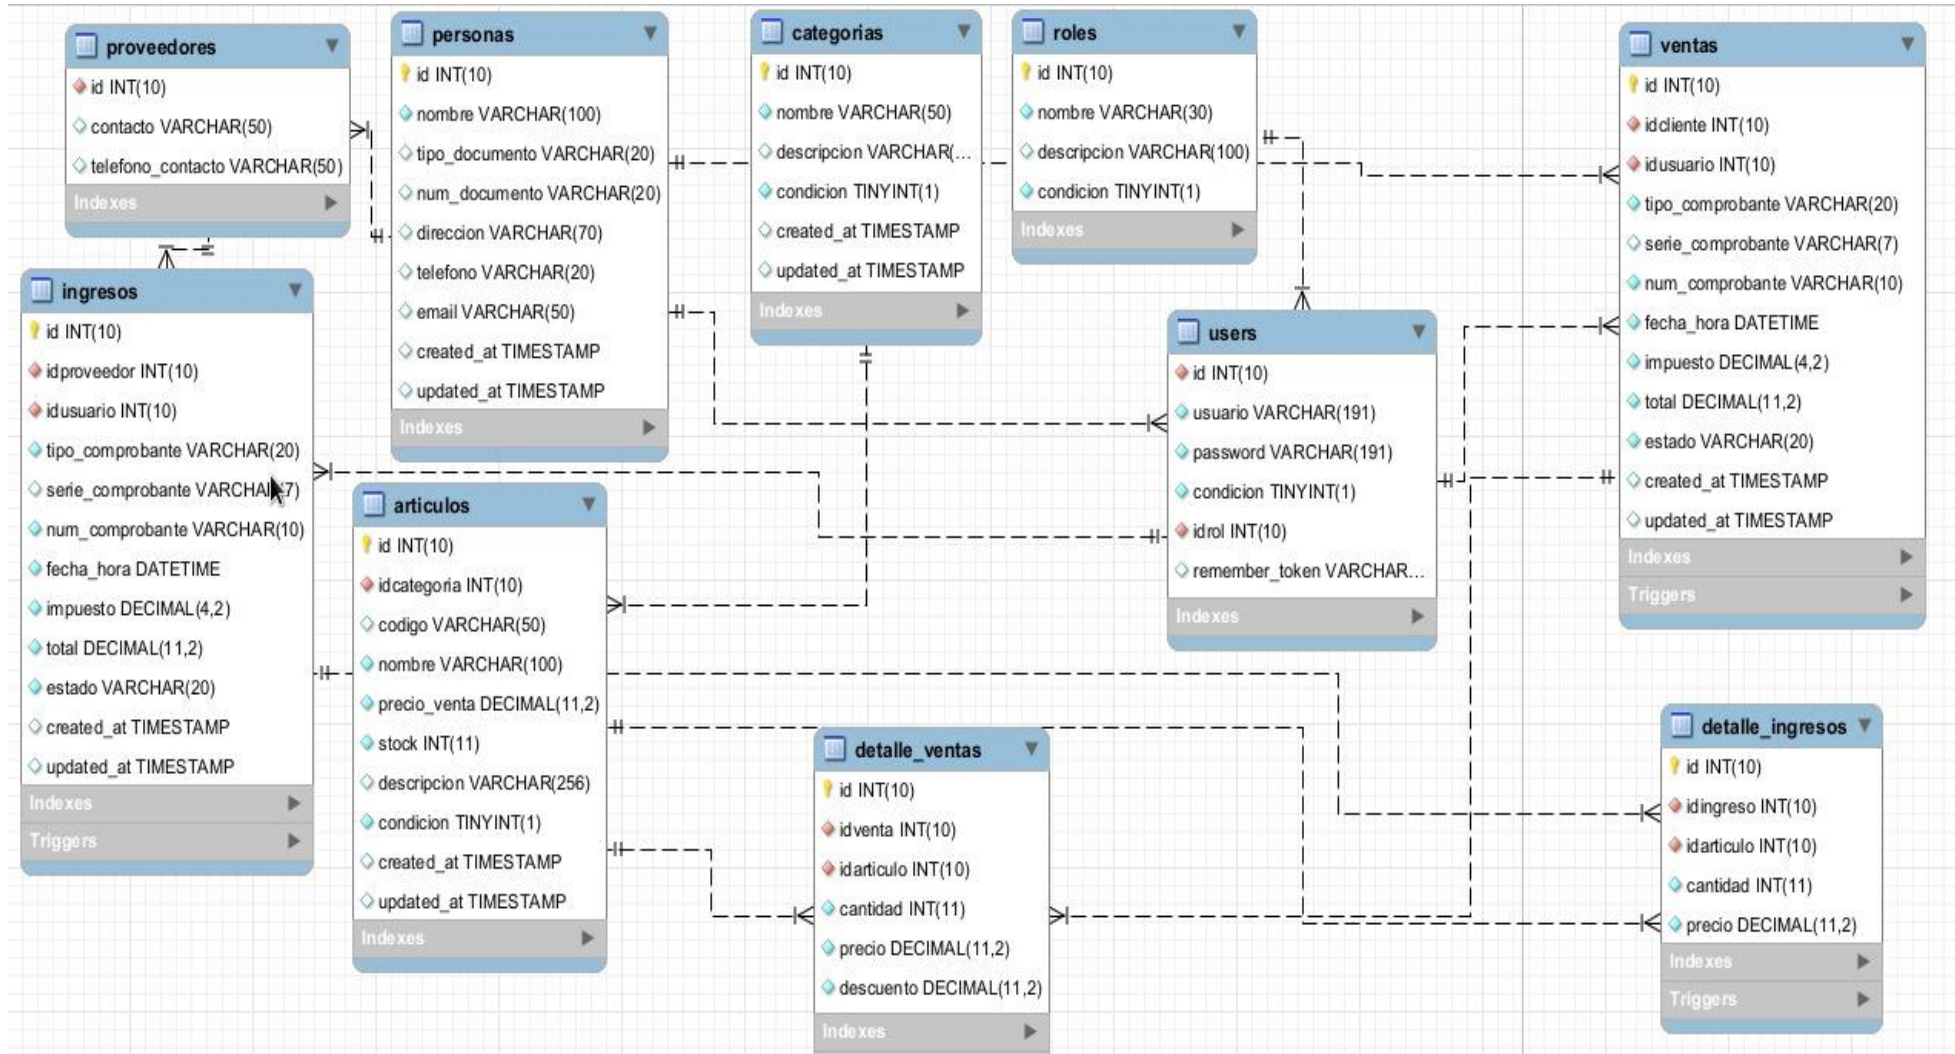 proveedores
id INT(10)
contacto VARCHAR(50)
telefono_contacto VARCHAR(50)
Indexes
personas
id INT(10)
nombre VARCHAR(100)
tipo_documento VARCHAR(20)
num_documento VARCHAR(20)
direccion VARCHAR(70)
telefono VARCHAR(20)
email VARCHAR(50)
created_at TIMESTAMP
updated_at TIMESTAMP
Indexes
categorias
id INT(10)
nombre VARCHAR(50)
descripcion VARCHAR(...
condicion TINYINT(1)
created_at TIMESTAMP
updated_at TIMESTAMP
Indexes
roles
id INT(10)
nombre VARCHAR(30)
descripcion VARCHAR(100)
condicion TINYINT(1)
Indexes
ventas
id INT(10)
idcliente INT(10)
idusuario INT(10)
tipo_comprobante VARCHAR(20)
serie_comprobante VARCHAR(7)
num_comprobante VARCHAR(10)
fecha_hora DATETIME
impuesto DECIMAL(4,2)
total DECIMAL(11,2)
estado VARCHAR(20)
created_at TIMESTAMP
updated_at TIMESTAMP
Indexes
Triggers
ingresos
id INT(10)
idproveedor INT(10)
idusuario INT(10)
tipo_comprobante VARCHAR(20)
serie_comprobante
num_comprobante VARCHAR(10)
fecha_hora DATETIME
impuesto DECIMAL(4,2)
total DECIMAL(11,2)
estado VARCHAR(20)
created_at TIMESTAMP
updated_at TIMESTAMP
Indexes
Triggers
users
id INT(10)
usuario VARCHAR(191)
password VARCHAR(191)
condicion TINYINT(1)
idrol INT(10)
remember_token VARCHAR...
Indexes
articulos
id INT(10)
idcategoria INT(10)
codigo VARCHAR(50)
nombre VARCHAR(100)
precio_venta DECIMAL(11,2)
stock INT(11)
descripcion VARCHAR(256)
condicion TINYINT(1)
created_at TIMESTAMP
updated_at TIMESTAMP
Indexes
detalle_ventas
id INT(10)
idventa INT(10)
idarticulo INT(10)
cantidad INT(11)
precio DECIMAL(11,2)
descuento DECIMAL(11,2)
Indexes
detalle_ingresos
id INT(10)
idingreso INT(10)
idarticulo INT(10)
cantidad INT(11)
precio DECIMAL(11,2)
Indexes
Triggers